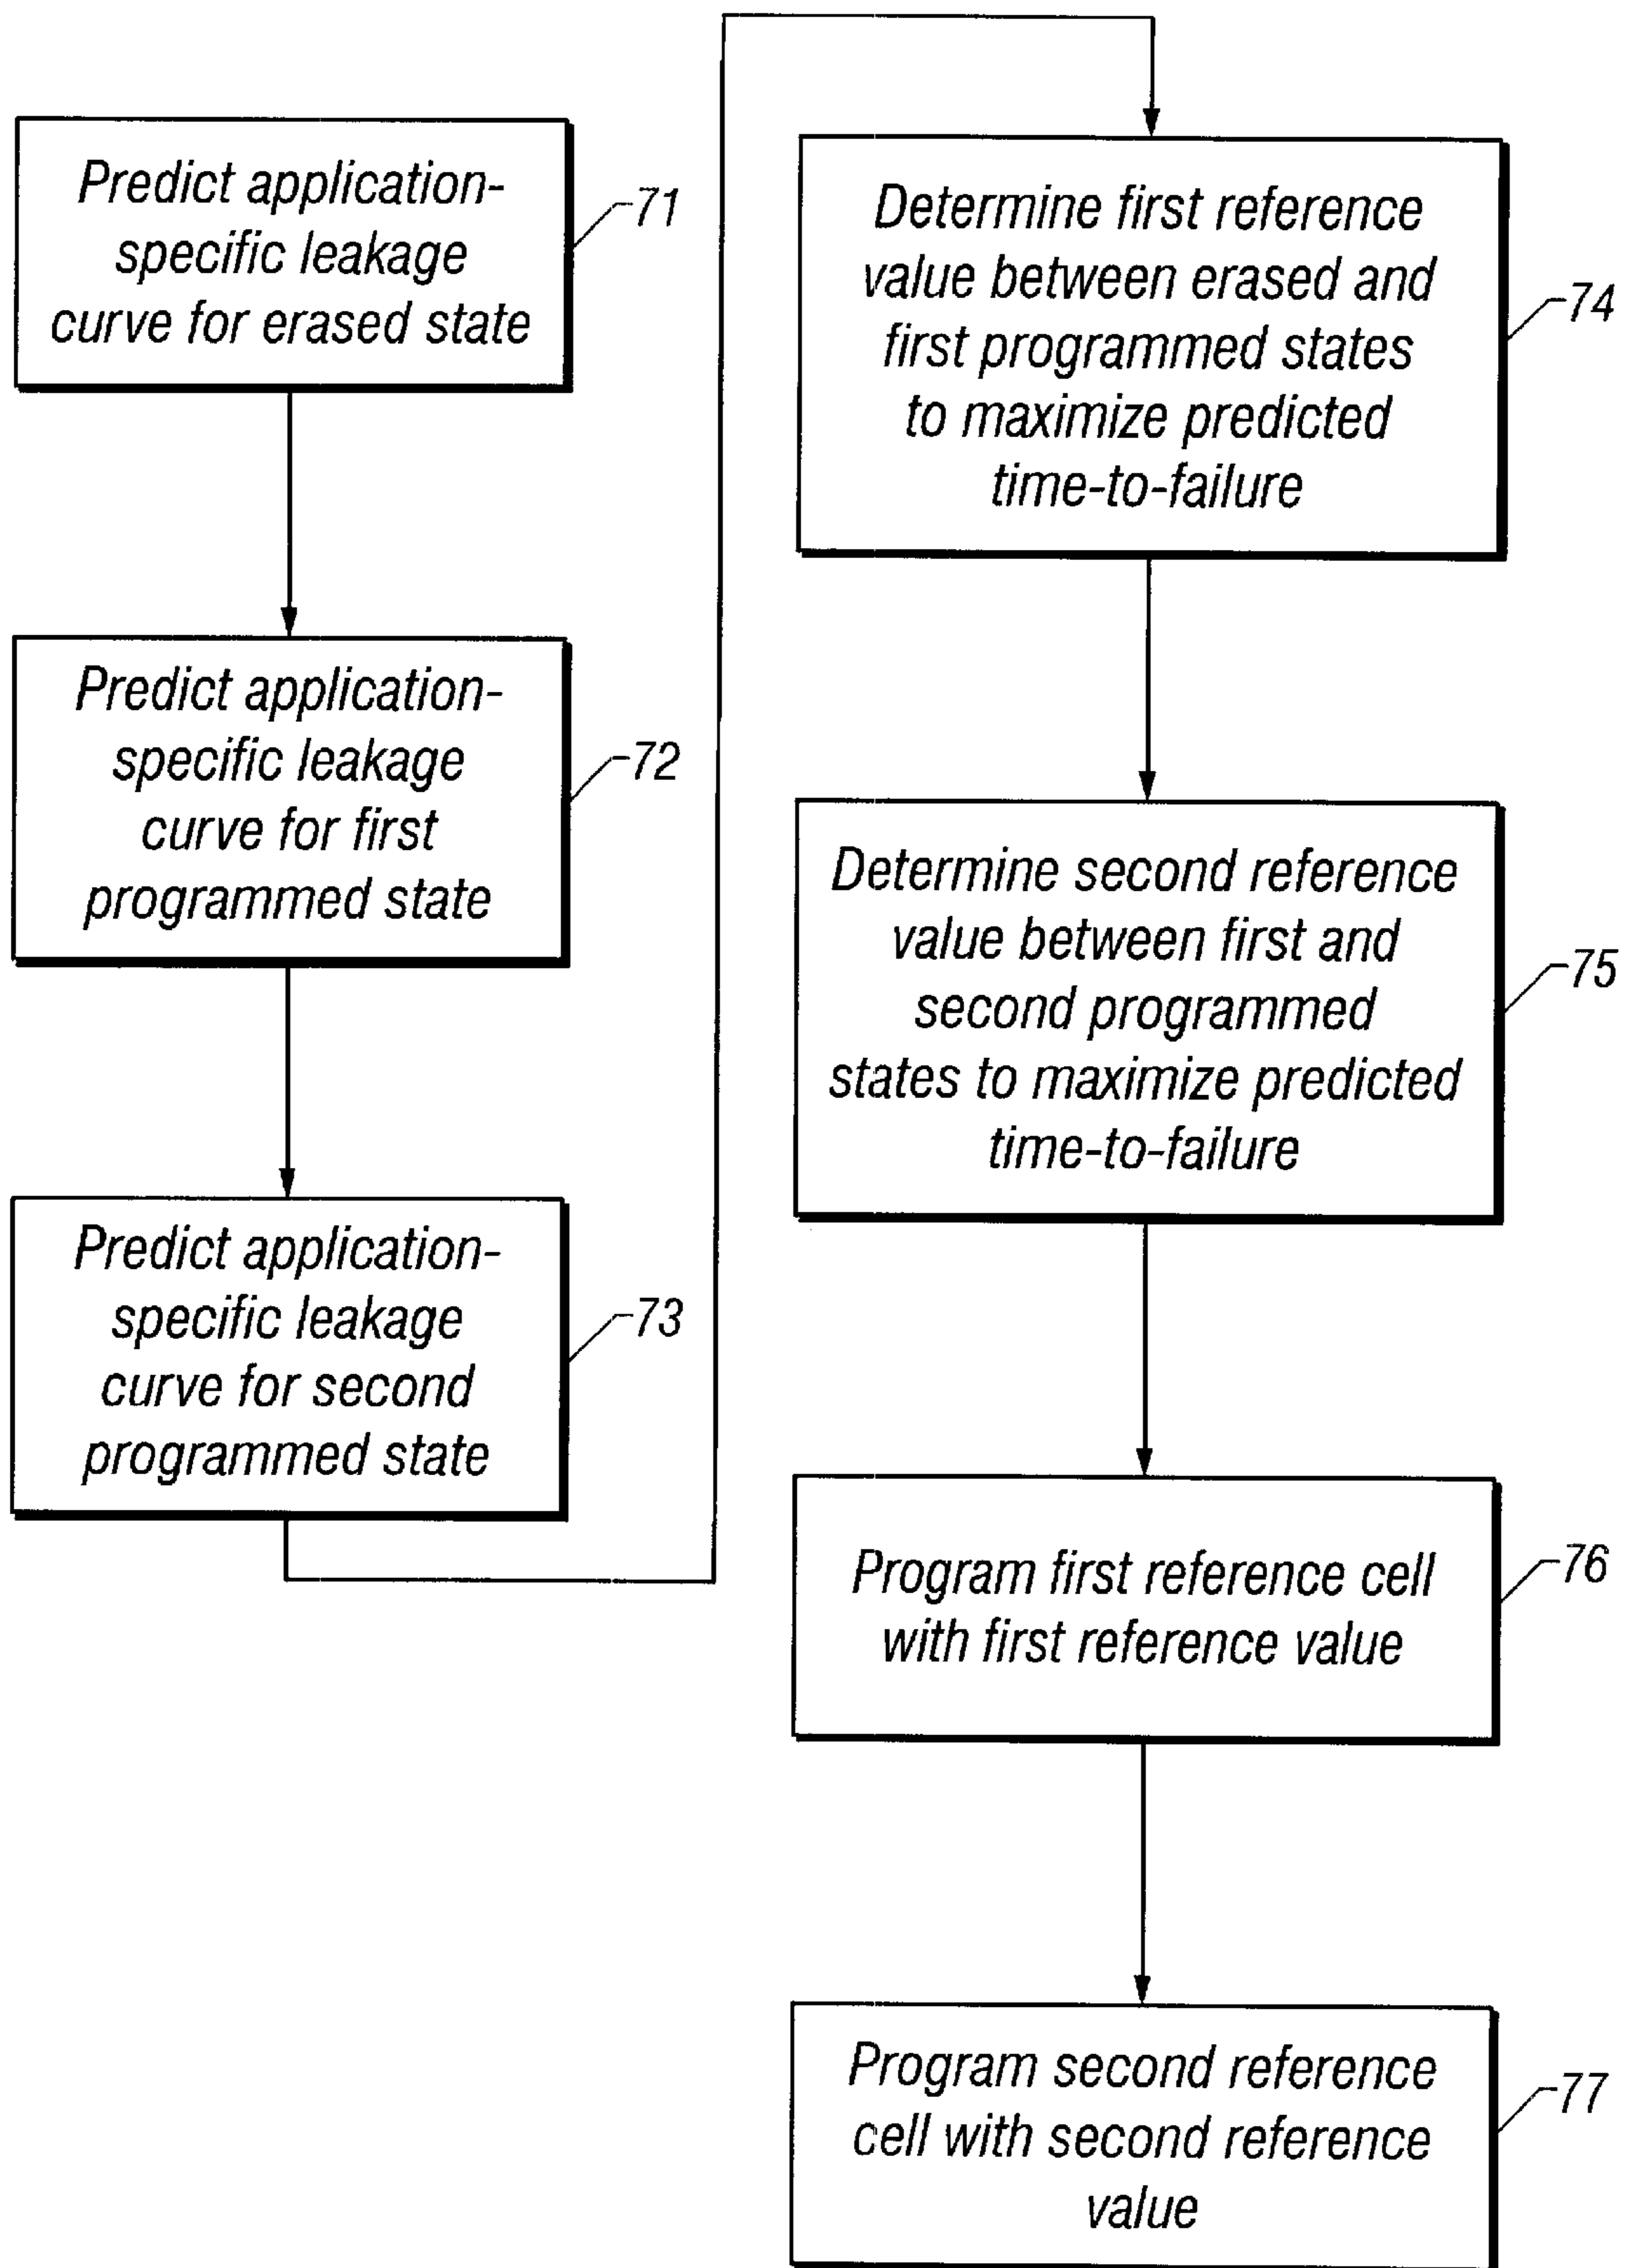 Predict application-
specific leakage
curve for erased state
71
Predict application-
specific leakage
curve for first
programmed state
72
Predict application-
specific leakage
curve for second
programmed state
73
Determine first reference
value between erased and
first programmed states
to maximize predicted
time-to-failure
74
Determine second reference
value between first and
second programmed
states to maximize predicted
time-to-failure
75
Program first reference cell
with first reference value
76
Program second reference
cell with second reference
value
77